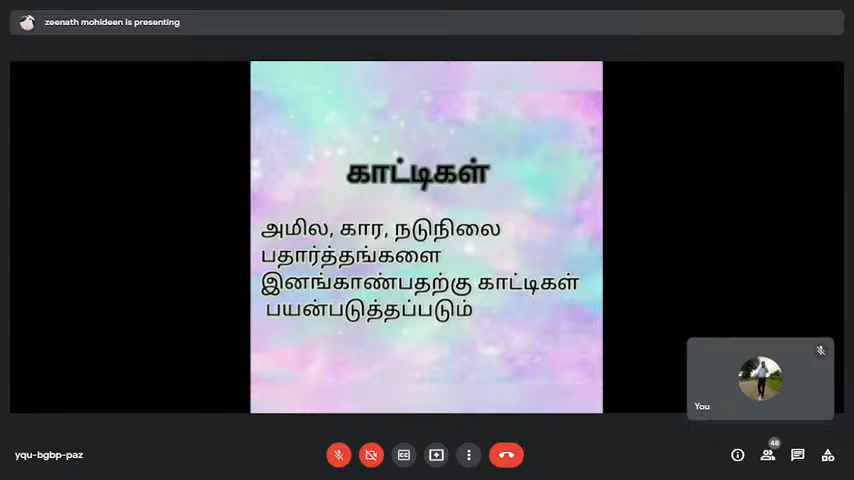 zeenath mohideen is presenting
காட்டிகள்
அமில, கார, நடுநிலை
பதார்த்தங்களை
இனங்காண்பதற்கு காட்டிகள்
பயன்படுத்தப்படும்
You
yqu-bgbp-paz
48